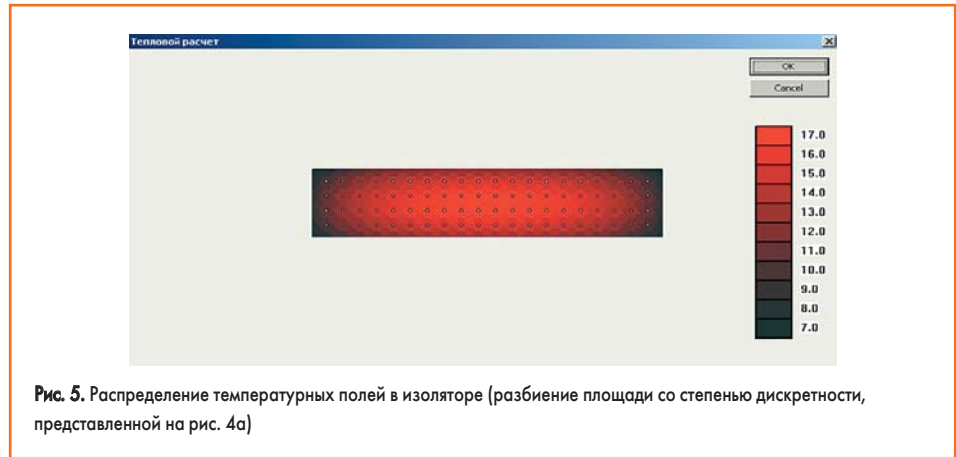 Тепловой расчет
OK
Cancel
17.0
16.0
15.0
14.0
13.0
12.0
11.0
10.0
9.0
8.0
7.0
Рис. 5. Распределение температурных полей в изоляторе (разбиение площади со степенью дискретности,
представленной на рис. 4а)